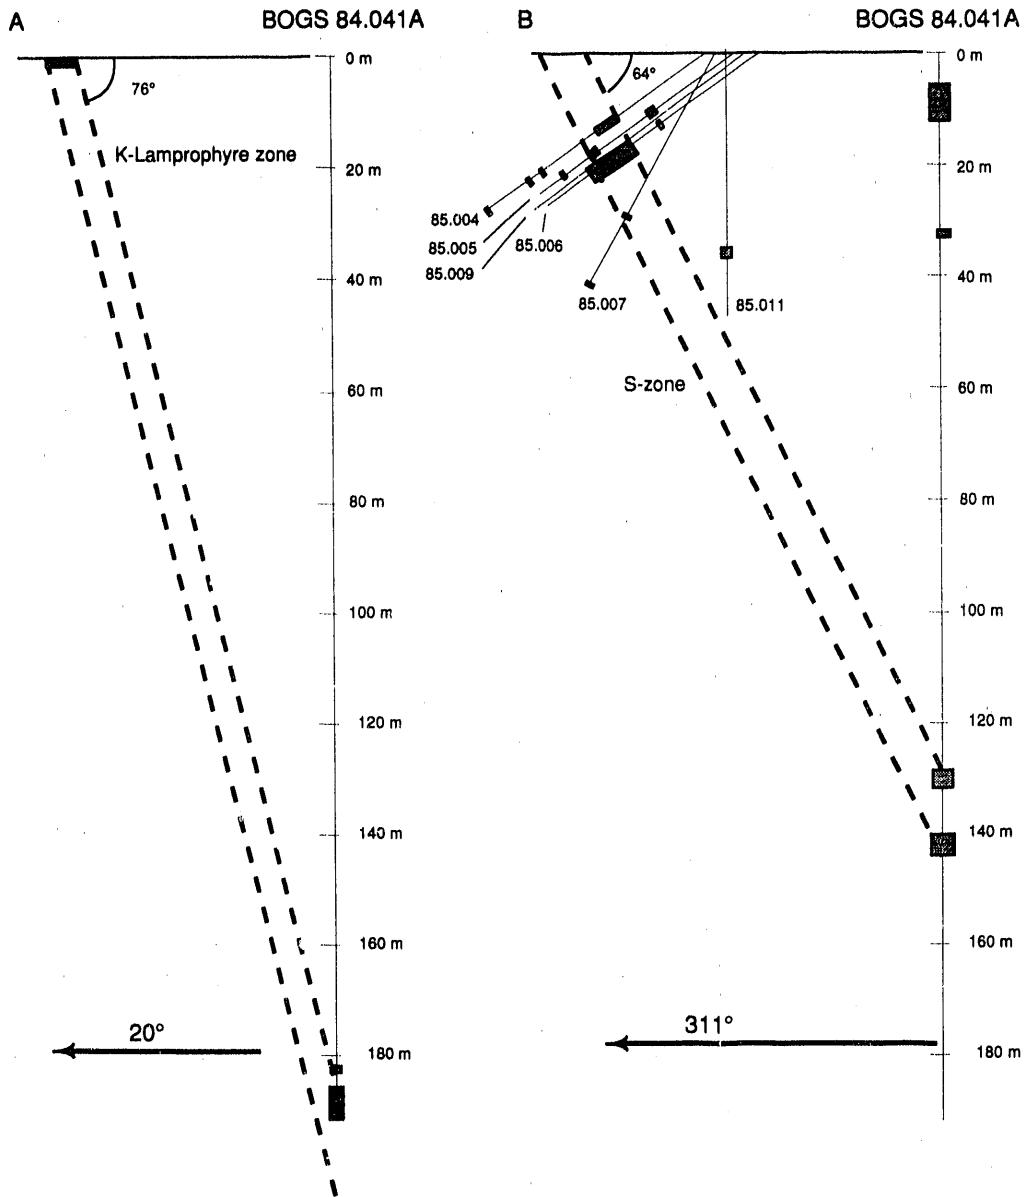 A
BOGS 84.041A
0 m
76°
K-Lamprophyre zone
20 m
40 m
60 m
80 m
100 m
120 m
140 m
160 m
180 m
20°
B
BOGS 84.041A
0 m
64°
20 m
85.004
85.005
85.006
85.009
40 m
85.007
85.011
S-zone
60 m
80 m
100 m
120 m
140 m
160 m
311°
180 m